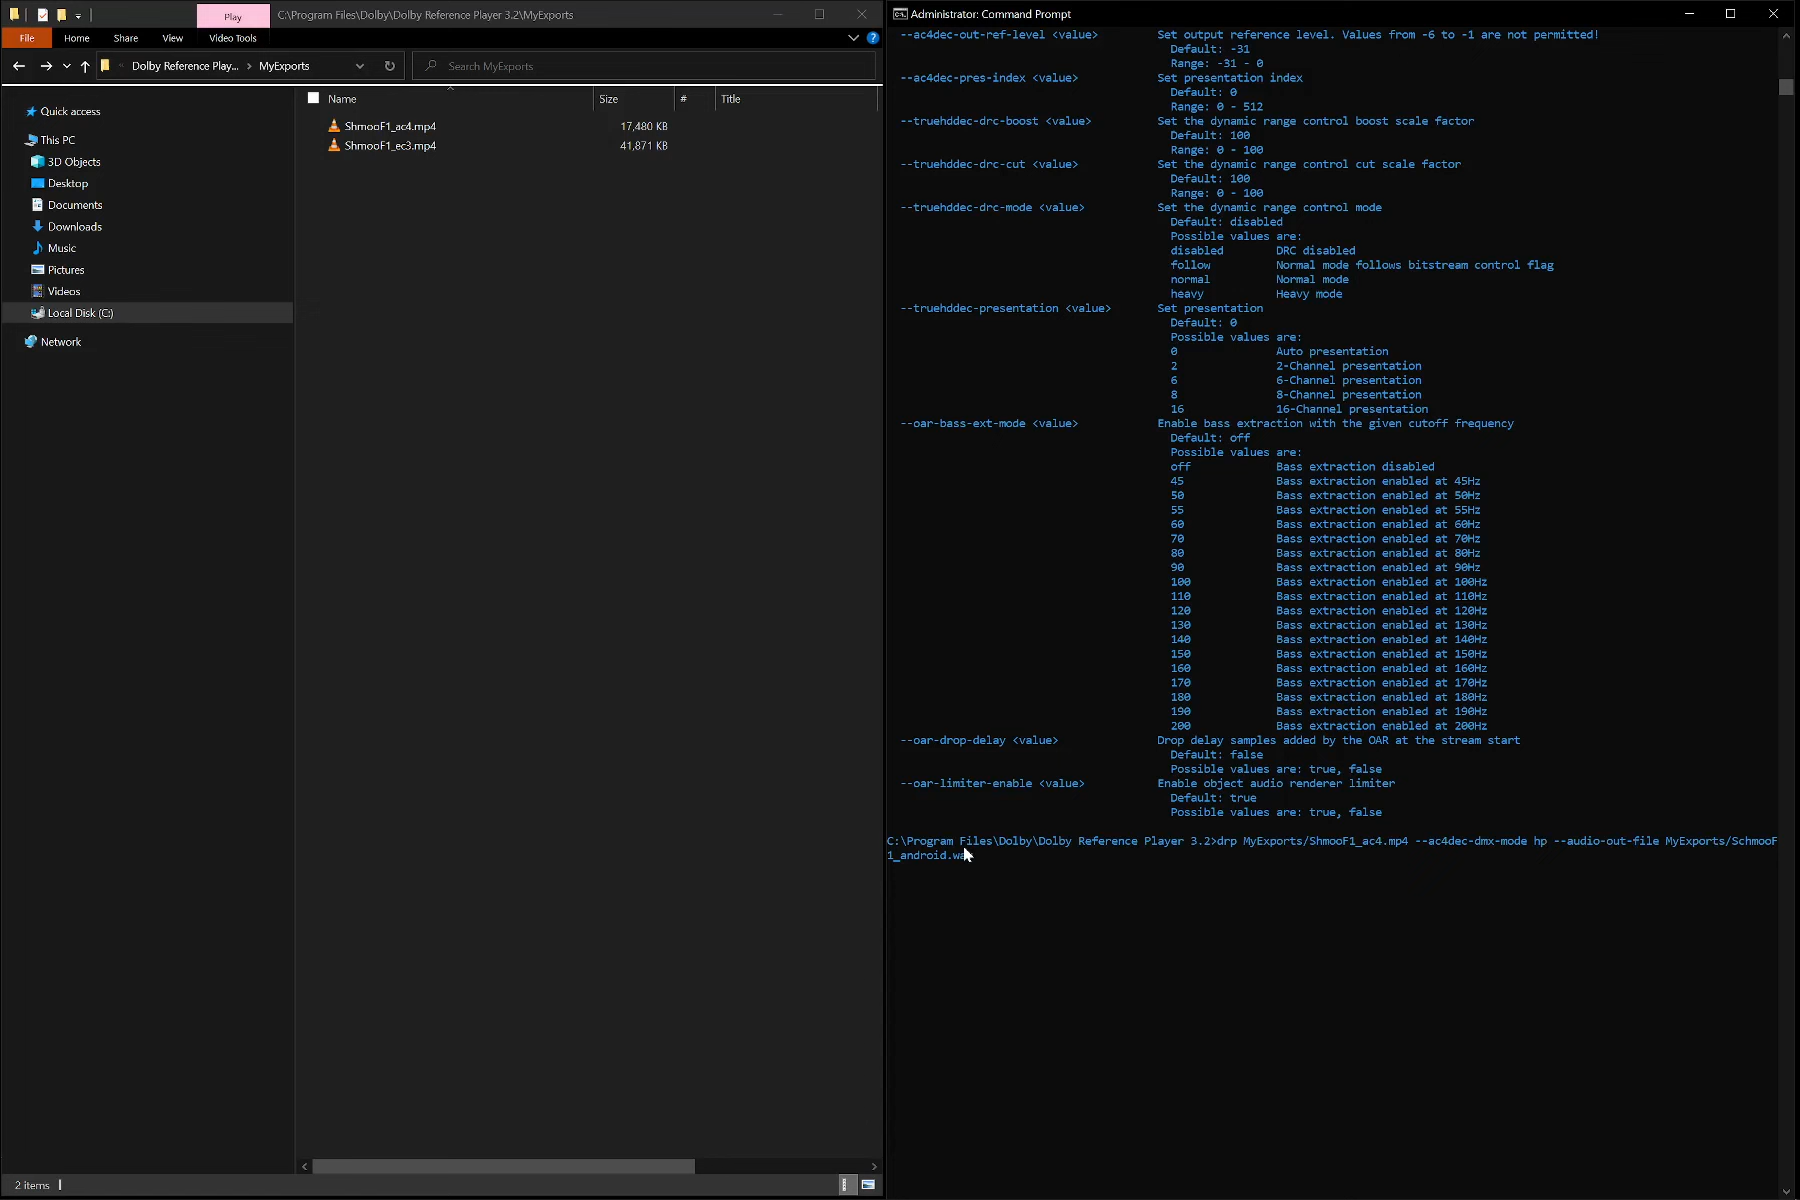 Play
C:\Program Files\Dolby\Dolby Reference Player 3.2\MyExports
File
Home
Share
View
Video Tools
Dolby Reference Play...
MyExports
Search MyExports
Name
Size
#
Title
Quick access
This PC
3D Objects
Desktop
Documents
Downloads
Music
Pictures
Videos
Local Disk (C:)
Network
ShmooF1_ac4.mp4 17,480 KB
ShmooF1_ec3.mp4 41,871 KB
2 items
Administrator: Command Prompt
--ac4dec-out-ref-level <value> Set output reference level. Values from -6 to -1 are not permitted!
Default: -31
Range: -31 - 0
--ac4dec-pres-index <value> Set presentation index
Default: 0
Range: 0 - 512
--truehddec-drc-boost <value> Set the dynamic range control boost scale factor
Default: 100
Range: 0 - 100
--truehddec-drc-cut <value> Set the dynamic range control cut scale factor
Default: 100
Range: 0 - 100
--truehddec-drc-mode <value> Set the dynamic range control mode
Default: disabled
Possible values are:
disabled DRC disabled
follow Normal mode follows bitstream control flag
normal Normal mode
heavy Heavy mode
--truehddec-presentation <value> Set presentation
Default: 0
Possible values are:
0 Auto presentation
2 2-Channel presentation
6 6-Channel presentation
8 8-Channel presentation
16 16-Channel presentation
--oar-bass-ext-mode <value> Enable bass extraction with the given cutoff frequency
Default: off
Possible values are:
off Bass extraction disabled
45 Bass extraction enabled at 45Hz
50 Bass extraction enabled at 50Hz
55 Bass extraction enabled at 55Hz
60 Bass extraction enabled at 60Hz
70 Bass extraction enabled at 70Hz
80 Bass extraction enabled at 80Hz
90 Bass extraction enabled at 90Hz
100 Bass extraction enabled at 100Hz
110 Bass extraction enabled at 110Hz
120 Bass extraction enabled at 120Hz
130 Bass extraction enabled at 130Hz
140 Bass extraction enabled at 140Hz
150 Bass extraction enabled at 150Hz
160 Bass extraction enabled at 160Hz
170 Bass extraction enabled at 170Hz
180 Bass extraction enabled at 180Hz
190 Bass extraction enabled at 190Hz
200 Bass extraction enabled at 200Hz
--oar-drop-delay <value> Drop delay samples added by the OAR at the stream start
Default: false
Possible values are: true, false
--oar-limiter-enable <value> Enable object audio renderer limiter
Default: true
Possible values are: true, false
C:\Program Files\Dolby\Dolby Reference Player 3.2>drp MyExports/ShmooF1_ac4.mp4 --ac4dec-dmx-mode hp --audio-out-file MyExports/SchmooF
1_android.wa